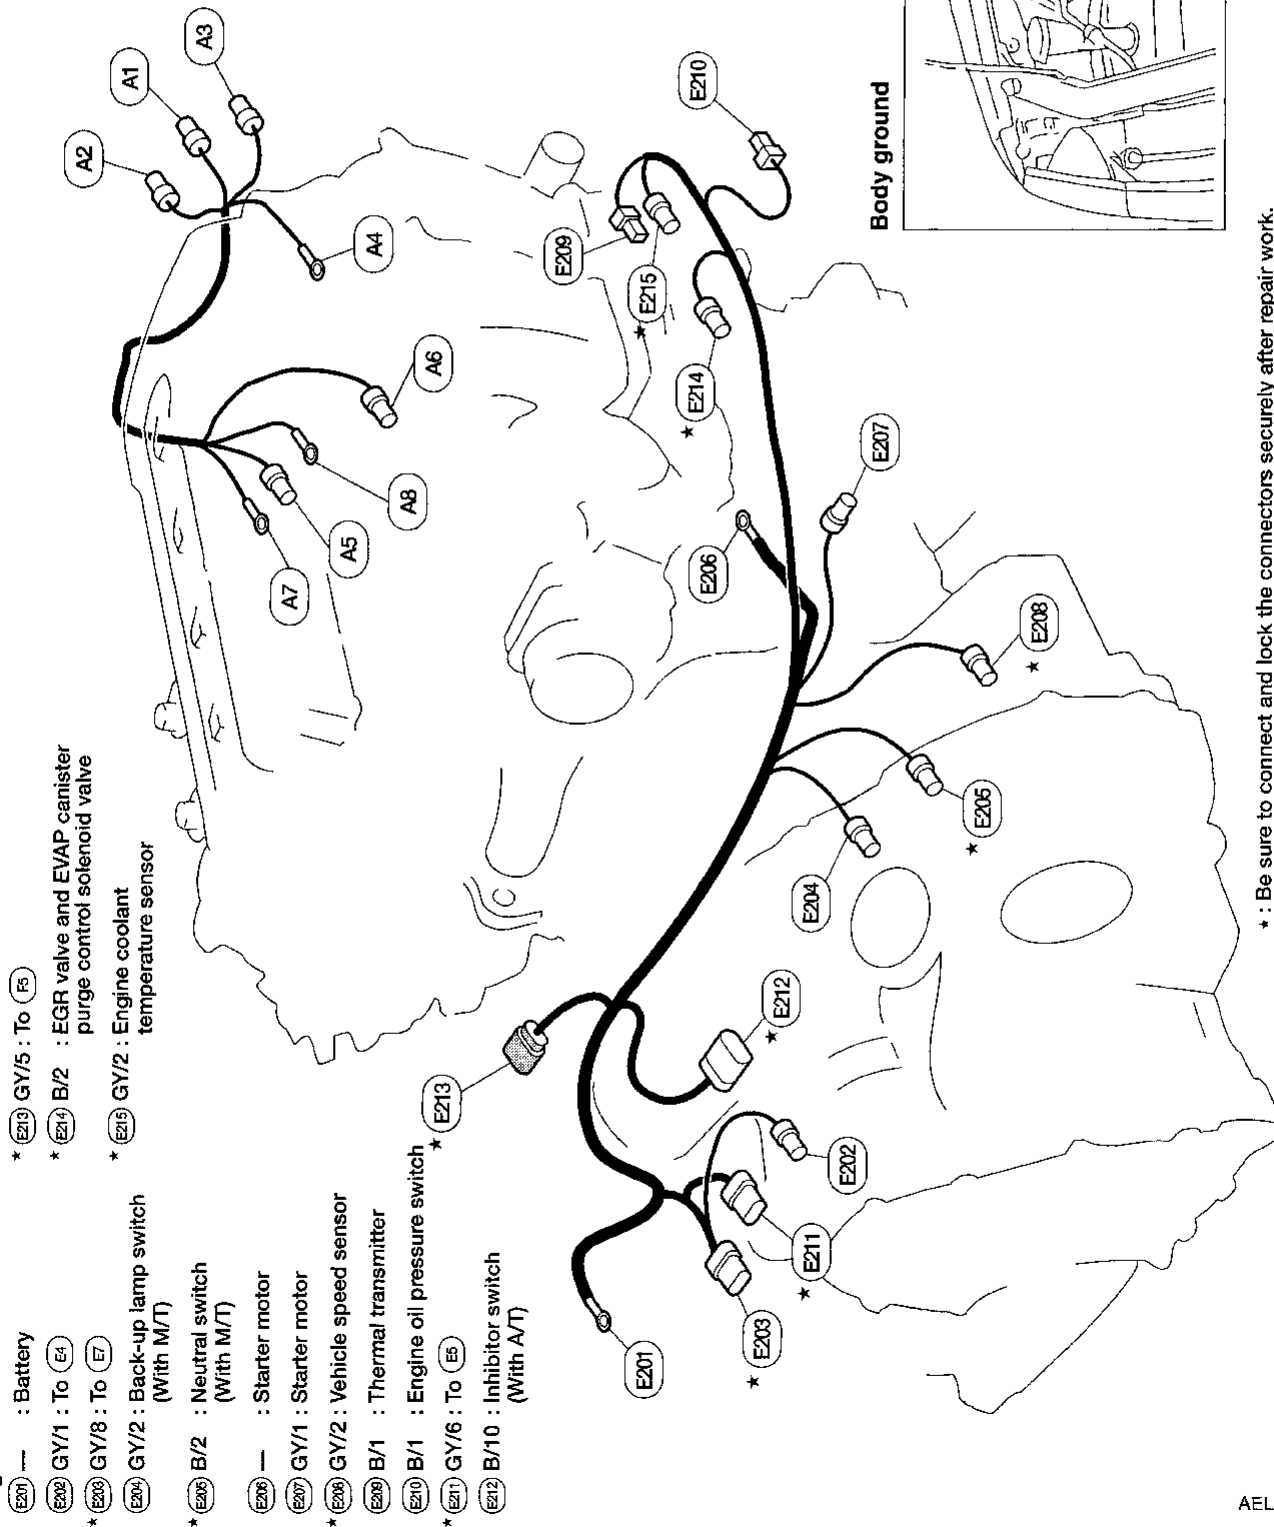 E201 — : Battery
E202 GY/1 : To E4
★ E203 GY/8 : To E7
E204 GY/2 : Back-up lamp switch
(With M/T)
★ E205 B/2 : Neutral switch
(With M/T)
E206 — : Starter motor
E207 GY/1 : Starter motor
★ E208 GY/2 : Vehicle speed sensor
E209 B/1 : Thermal transmitter
E210 B/1 : Engine oil pressure switch
★ E211 GY/6 : To E5
E212 B/10 : Inhibitor switch
(With A/T)
★ E213 GY/5 : To F5
★ E214 B/2 : EGR valve and EVAP canister
purge control solenoid valve
★ E215 GY/2 : Engine coolant
temperature sensor
A2
A1
A3
A4
A6
A8
A5
A7
E210
E209
★ E215
★ E214
E207
E206
★ E208
★ E205
E204
★ E212
★ E213
E202
★ E211
★ E203
E201
Body ground
★ : Be sure to connect and lock the connectors securely after repair work.
AEL